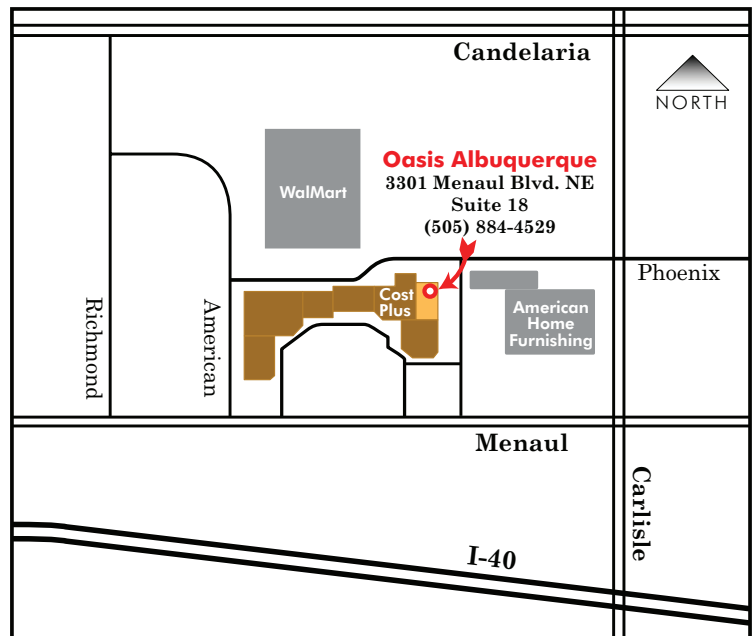 Candelaria
NORTH
Oasis Albuquerque
3301 Menaul Blvd. NE
Suite 18
(505) 884-4529
WalMart
Phoenix
Cost
Plus
American
Home
Furnishing
Richmond
American
Menaul
Carlisle
I-40